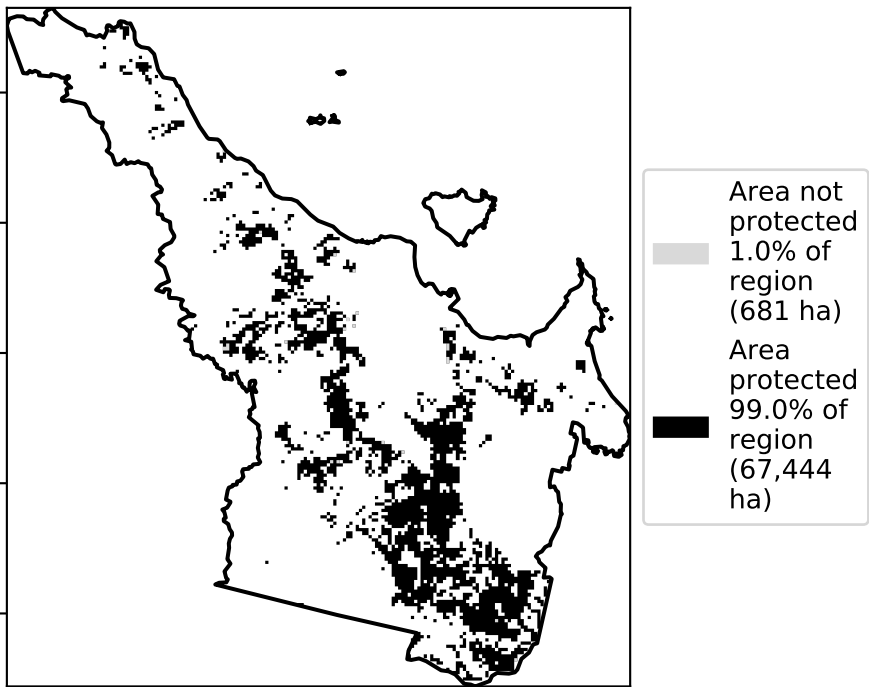 Area not
protected
1.0% of
region
(681 ha)
Area
protected
99.0% of
region
(67,444
ha)